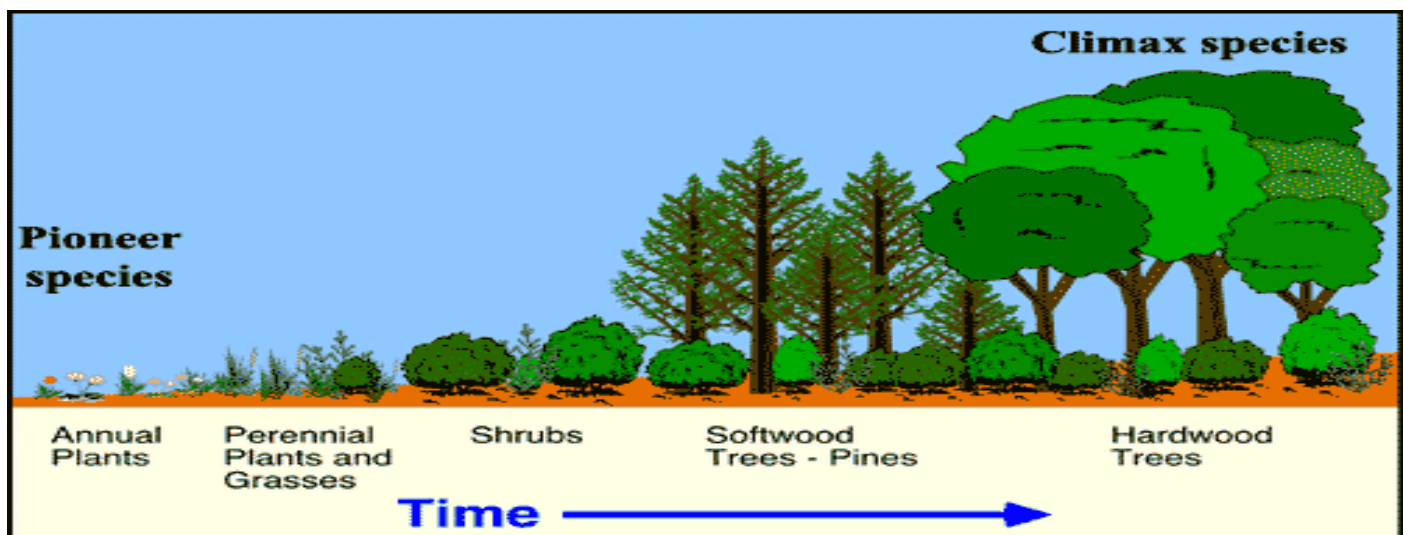 Climax species
Pioneer
species
Annual
Plants
Perennial
Plants and
Grasses
Shrubs
Softwood
Trees - Pines
Hardwood
Trees
Time